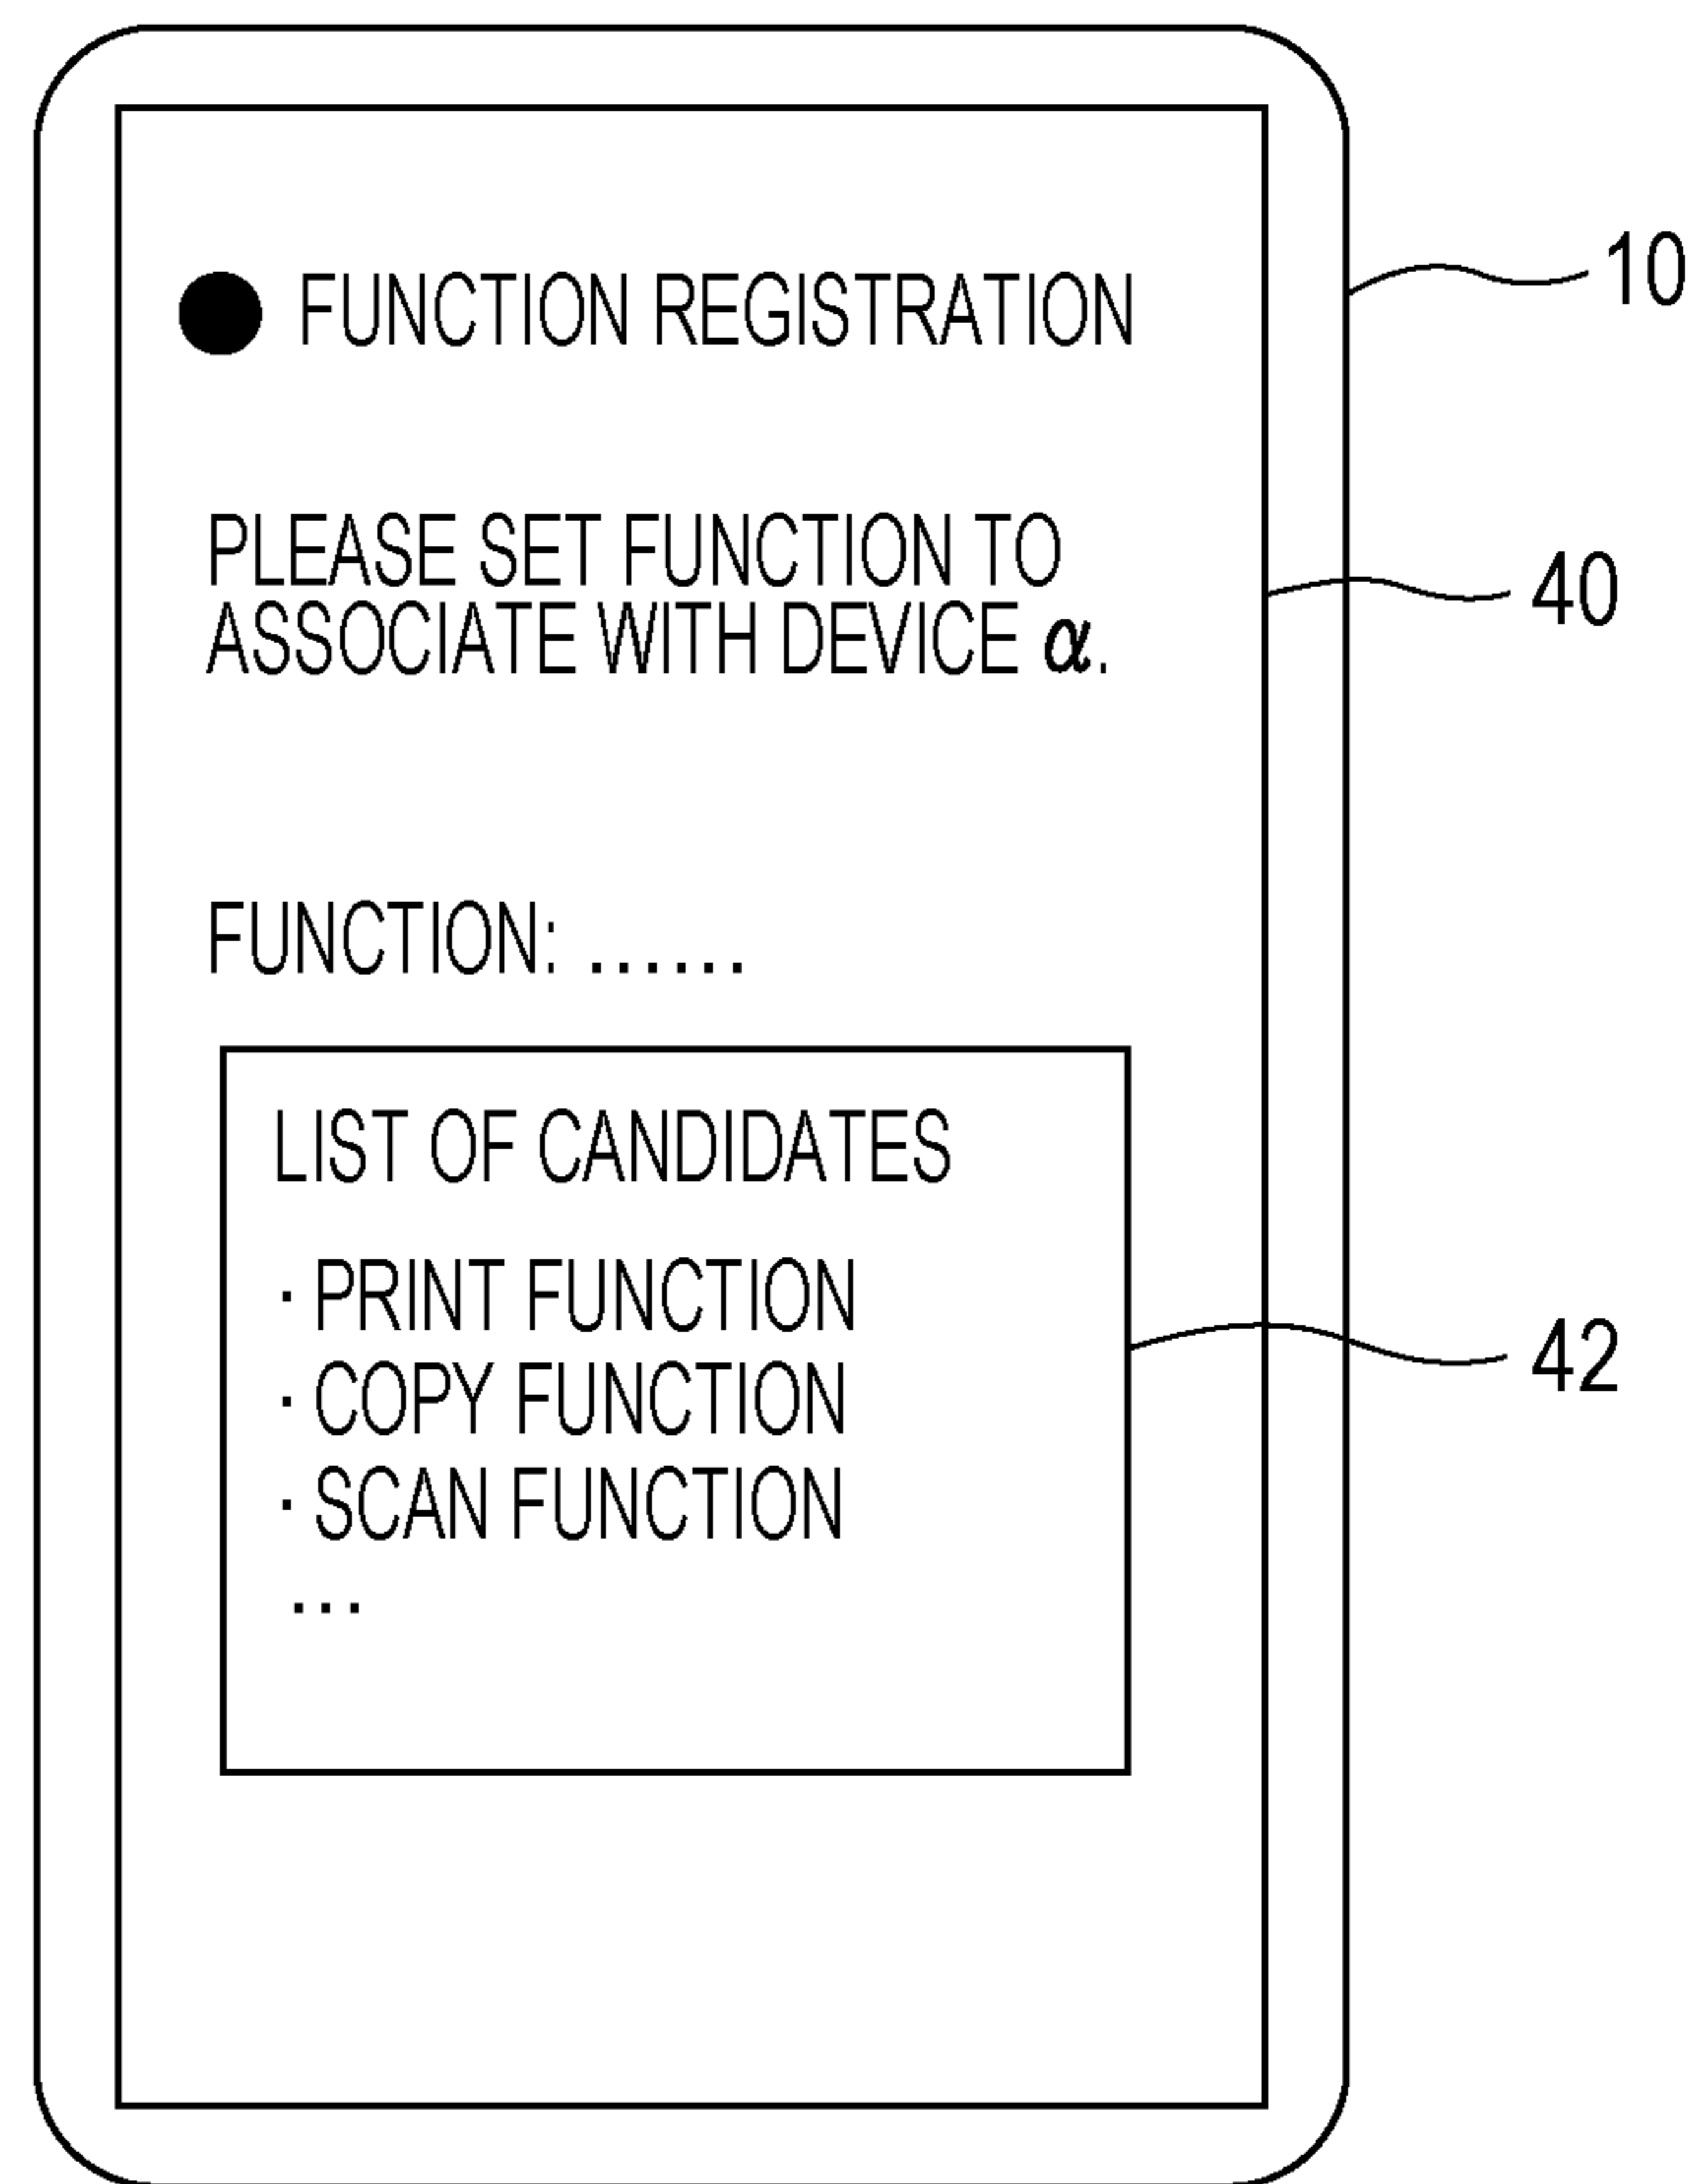 ● FUNCTION REGISTRATION
10
PLEASE SET FUNCTION TO
ASSOCIATE WITH DEVICE α.
40
FUNCTION: ......
LIST OF CANDIDATES
· PRINT FUNCTION
· COPY FUNCTION
· SCAN FUNCTION
...
42